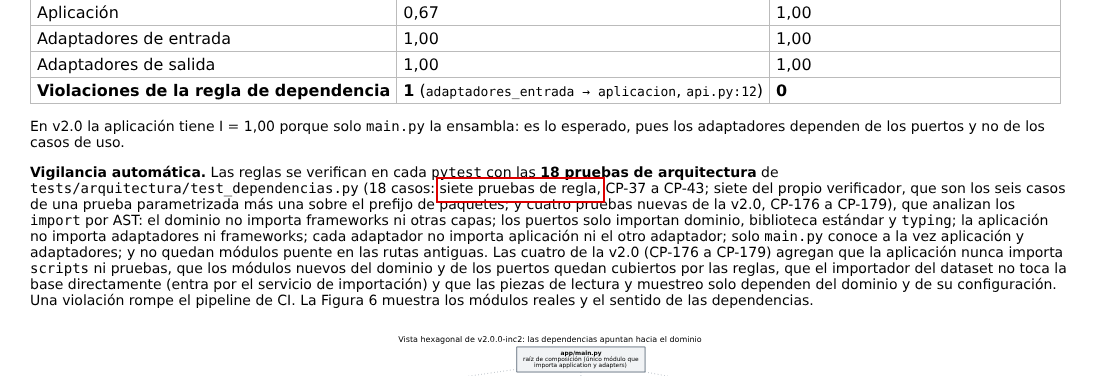 Aplicación 0,67 1,00
Adaptadores de entrada 1,00 1,00
Adaptadores de salida 1,00 1,00
Violaciones de la regla de dependencia 1 (adaptadores_entrada → aplicacion, api.py:12) 0
En v2.0 la aplicación tiene I = 1,00 porque solo main.py la ensambla: es lo esperado, pues los adaptadores dependen de los puertos y no de los
casos de uso.
Vigilancia automática. Las reglas se verifican en cada pytest con las 18 pruebas de arquitectura de
tests/arquitectura/test_dependencias.py (18 casos: siete pruebas de regla, CP-37 a CP-43; siete del propio verificador, que son los seis casos
de una prueba parametrizada más una sobre el prefijo de paquetes; y cuatro pruebas nuevas de la v2.0, CP-176 a CP-179), que analizan los
import por AST: el dominio no importa frameworks ni otras capas; los puertos solo importan dominio, biblioteca estándar y typing; la aplicación
no importa adaptadores ni frameworks; cada adaptador no importa aplicación ni el otro adaptador; solo main.py conoce a la vez aplicación y
adaptadores; y no quedan módulos puente en las rutas antiguas. Las cuatro de la v2.0 (CP-176 a CP-179) agregan que la aplicación nunca importa
scripts ni pruebas, que los módulos nuevos del dominio y de los puertos quedan cubiertos por las reglas, que el importador del dataset no toca la
base directamente (entra por el servicio de importación) y que las piezas de lectura y muestreo solo dependen del dominio y de su configuración.
Una violación rompe el pipeline de CI. La Figura 6 muestra los módulos reales y el sentido de las dependencias.
Vista hexagonal de v2.0.0-inc2: las dependencias apuntan hacia el dominio
app/main.py
raíz de composición (único módulo que
importa application y adapters)